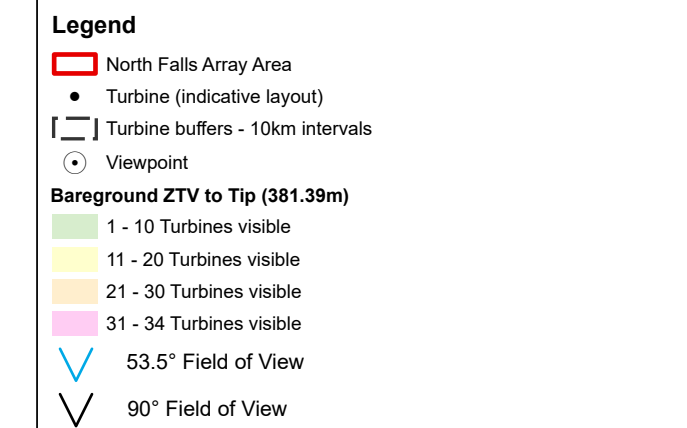 Legend
North Falls Array Area
Turbine (indicative layout)
Turbine buffers - 10km intervals
Viewpoint
Bareground ZTV to Tip (381.39m)
1 - 10 Turbines visible
11 - 20 Turbines visible
21 - 30 Turbines visible
31 - 34 Turbines visible
53.5° Field of View
90° Field of View